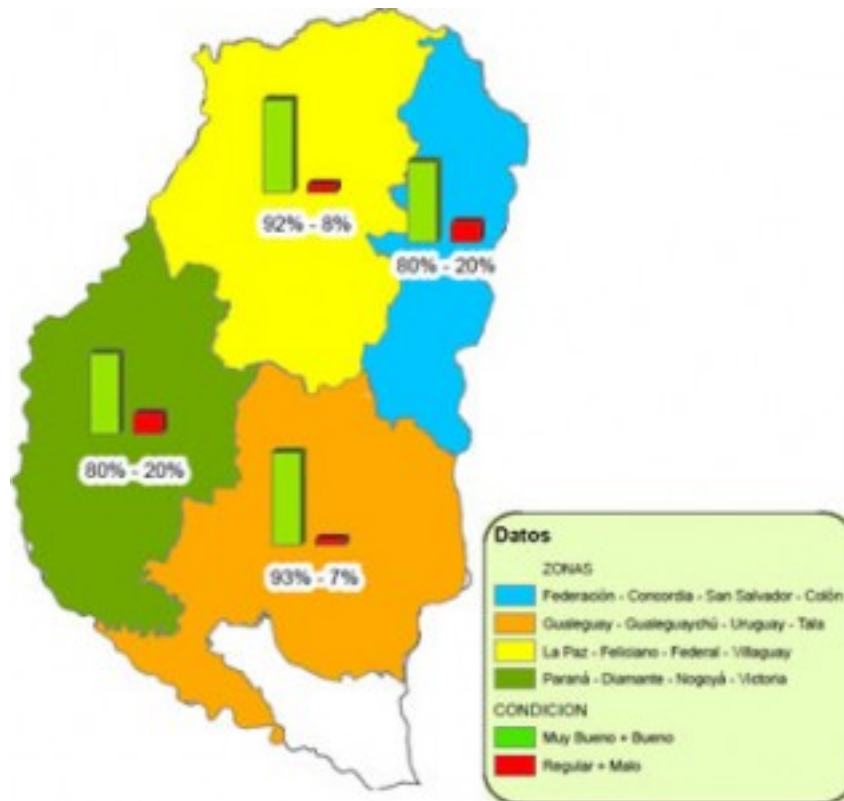 92% - 8%
80% - 20%
80% - 20%
93% - 7%
Datos
ZONAS
Federación - Concordia - San Salvador - Colón
Gualeguay - Gualeguaychú - Uruguay - Tala
La Paz - Feliciano - Federal - Villaguay
Paraná - Diamante - Nogoyá - Victoria
CONDICION
Muy Bueno + Bueno
Regular + Malo